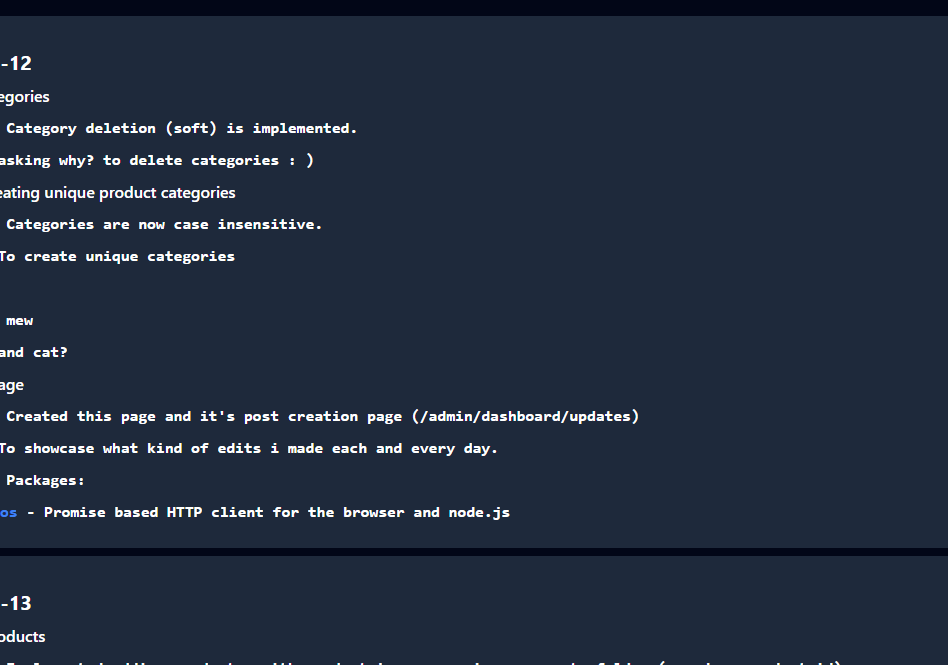 -12
egories
Category deletion (soft) is implemented.
asking why? to delete categories : )
eating unique product categories
Categories are now case insensitive.
To create unique categories
mew
and cat?
age
Created this page and it's post creation page (/admin/dashboard/updates)
To showcase what kind of edits i made each and every day.
Packages:
os - Promise based HTTP client for the browser and node.js
-13
oducts